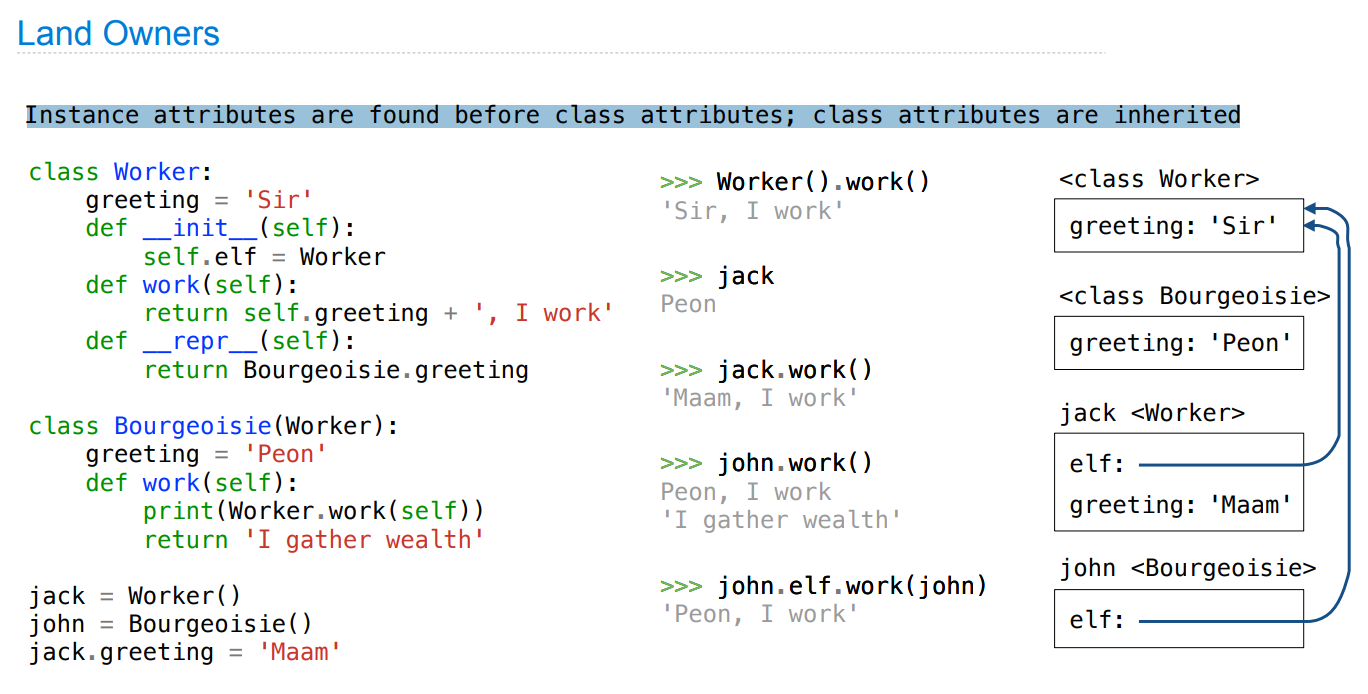 Land Owners
Instance attributes are found before class attributes; class attributes are inherited
class Worker:
    greeting = 'Sir'
    def __init__(self):
        self.elf = Worker
    def work(self):
        return self.greeting + ', I work'
    def __repr__(self):
        return Bourgeoisie.greeting
class Bourgeoisie(Worker):
    greeting = 'Peon'
    def work(self):
        print(Worker.work(self))
        return 'I gather wealth'
jack = Worker()
john = Bourgeoisie()
jack.greeting = 'Maam'
>>> Worker().work()
'Sir, I work'
>>> jack
Peon
>>> jack.work()
'Maam, I work'
>>> john.work()
Peon, I work
'I gather wealth'
>>> john.elf.work(john)
'Peon, I work'
<class Worker>
greeting: 'Sir'
<class Bourgeoisie>
greeting: 'Peon'
jack <Worker>
elf:
greeting: 'Maam'
john <Bourgeoisie>
elf: